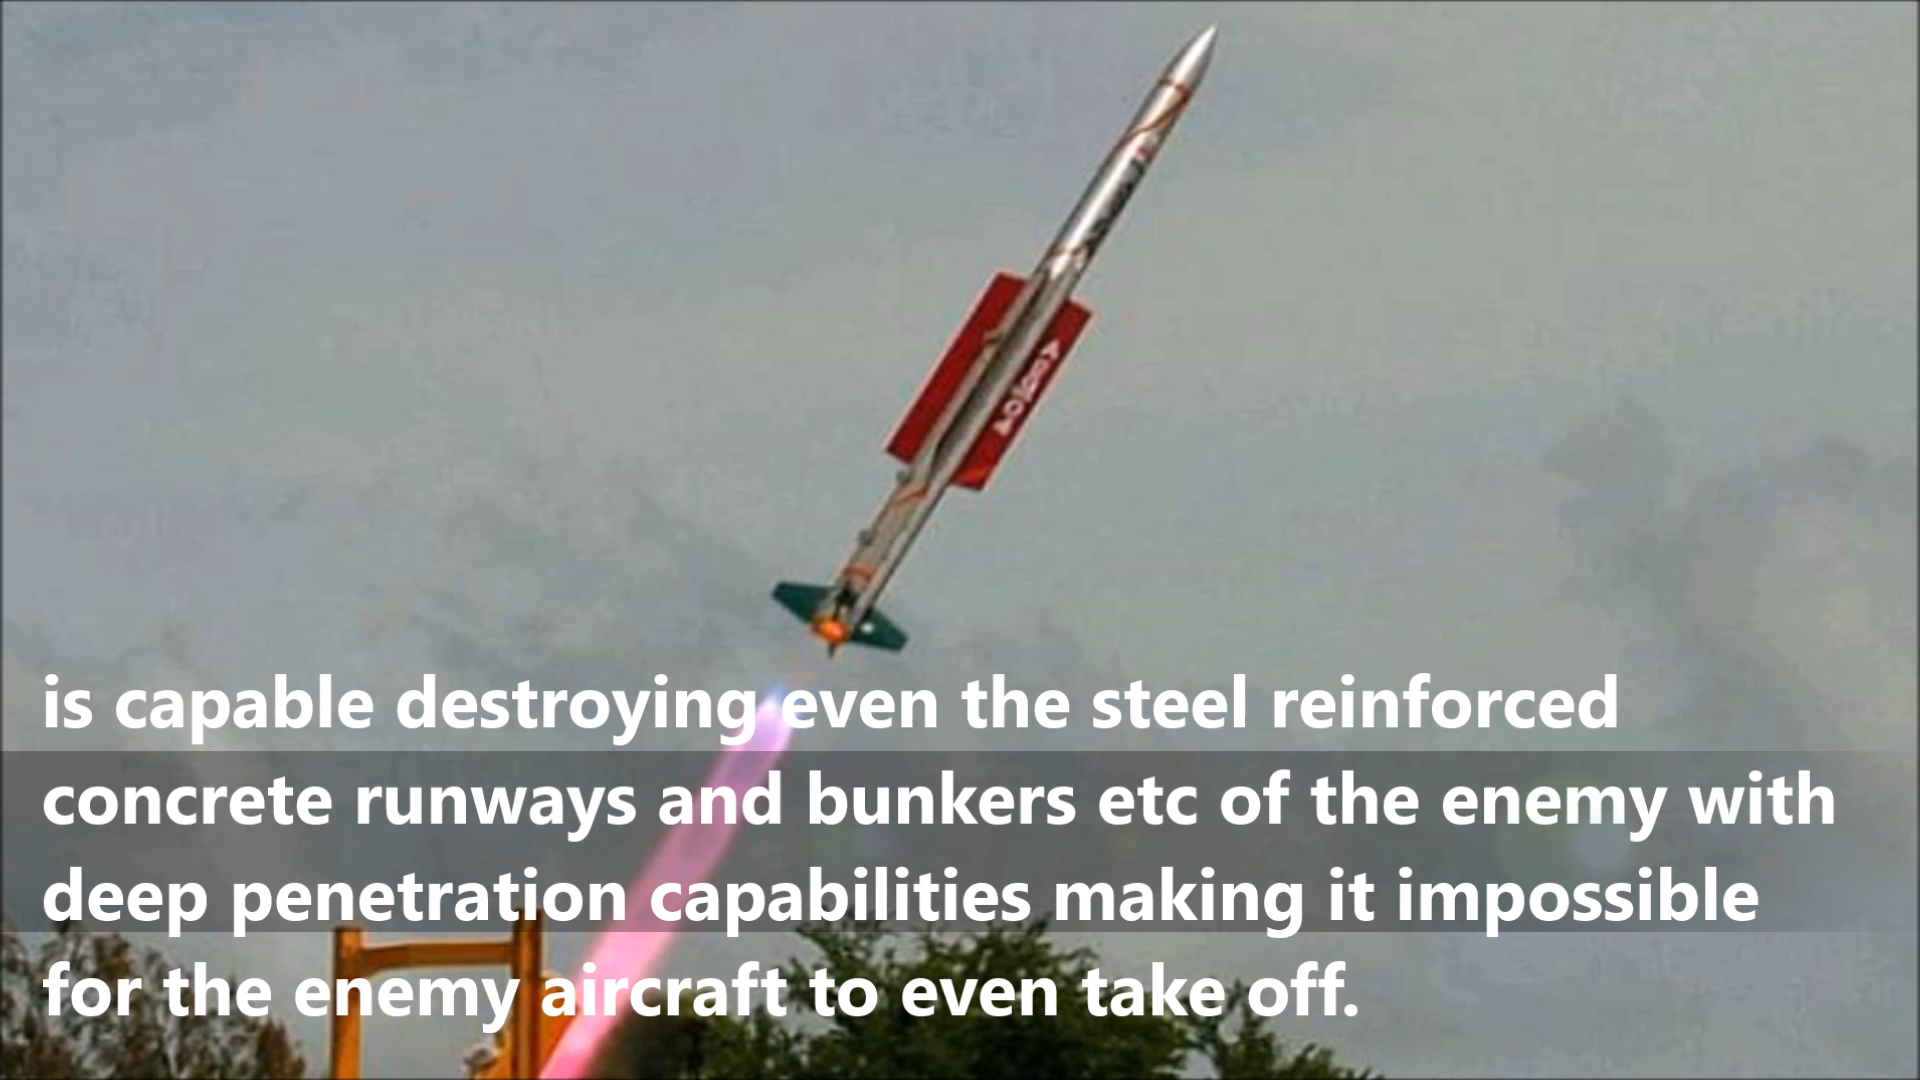 is capable destroying even the steel reinforced
concrete runways and bunkers etc of the enemy with
deep penetration capabilities making it impossible
for the enemy aircraft to even take off.